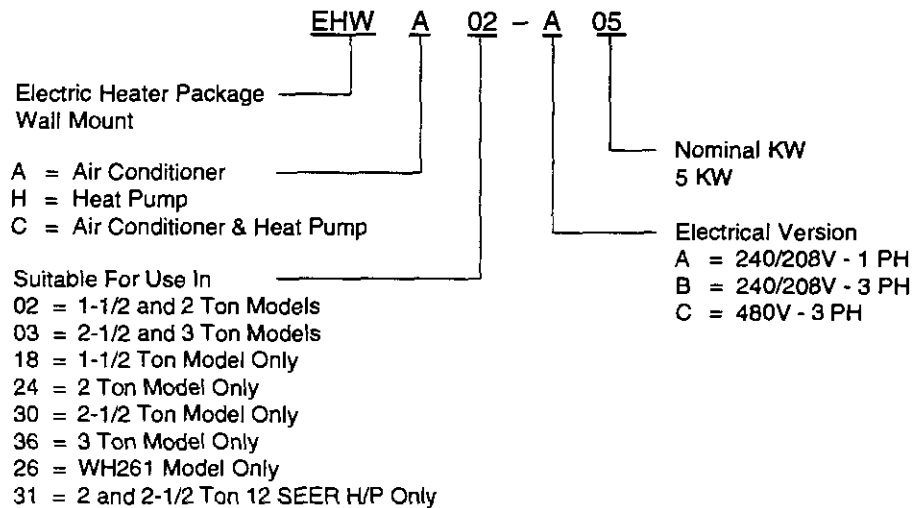 EHW A 02 - A 05
Electric Heater Package
Wall Mount
A = Air Conditioner
H = Heat Pump
C = Air Conditioner & Heat Pump
Suitable For Use In
02 = 1-1/2 and 2 Ton Models
03 = 2-1/2 and 3 Ton Models
18 = 1-1/2 Ton Model Only
24 = 2 Ton Model Only
30 = 2-1/2 Ton Model Only
36 = 3 Ton Model Only
26 = WH261 Model Only
31 = 2 and 2-1/2 Ton 12 SEER H/P Only
Nominal KW
5 KW
Electrical Version
A = 240/208V - 1 PH
B = 240/208V - 3 PH
C = 480V - 3 PH